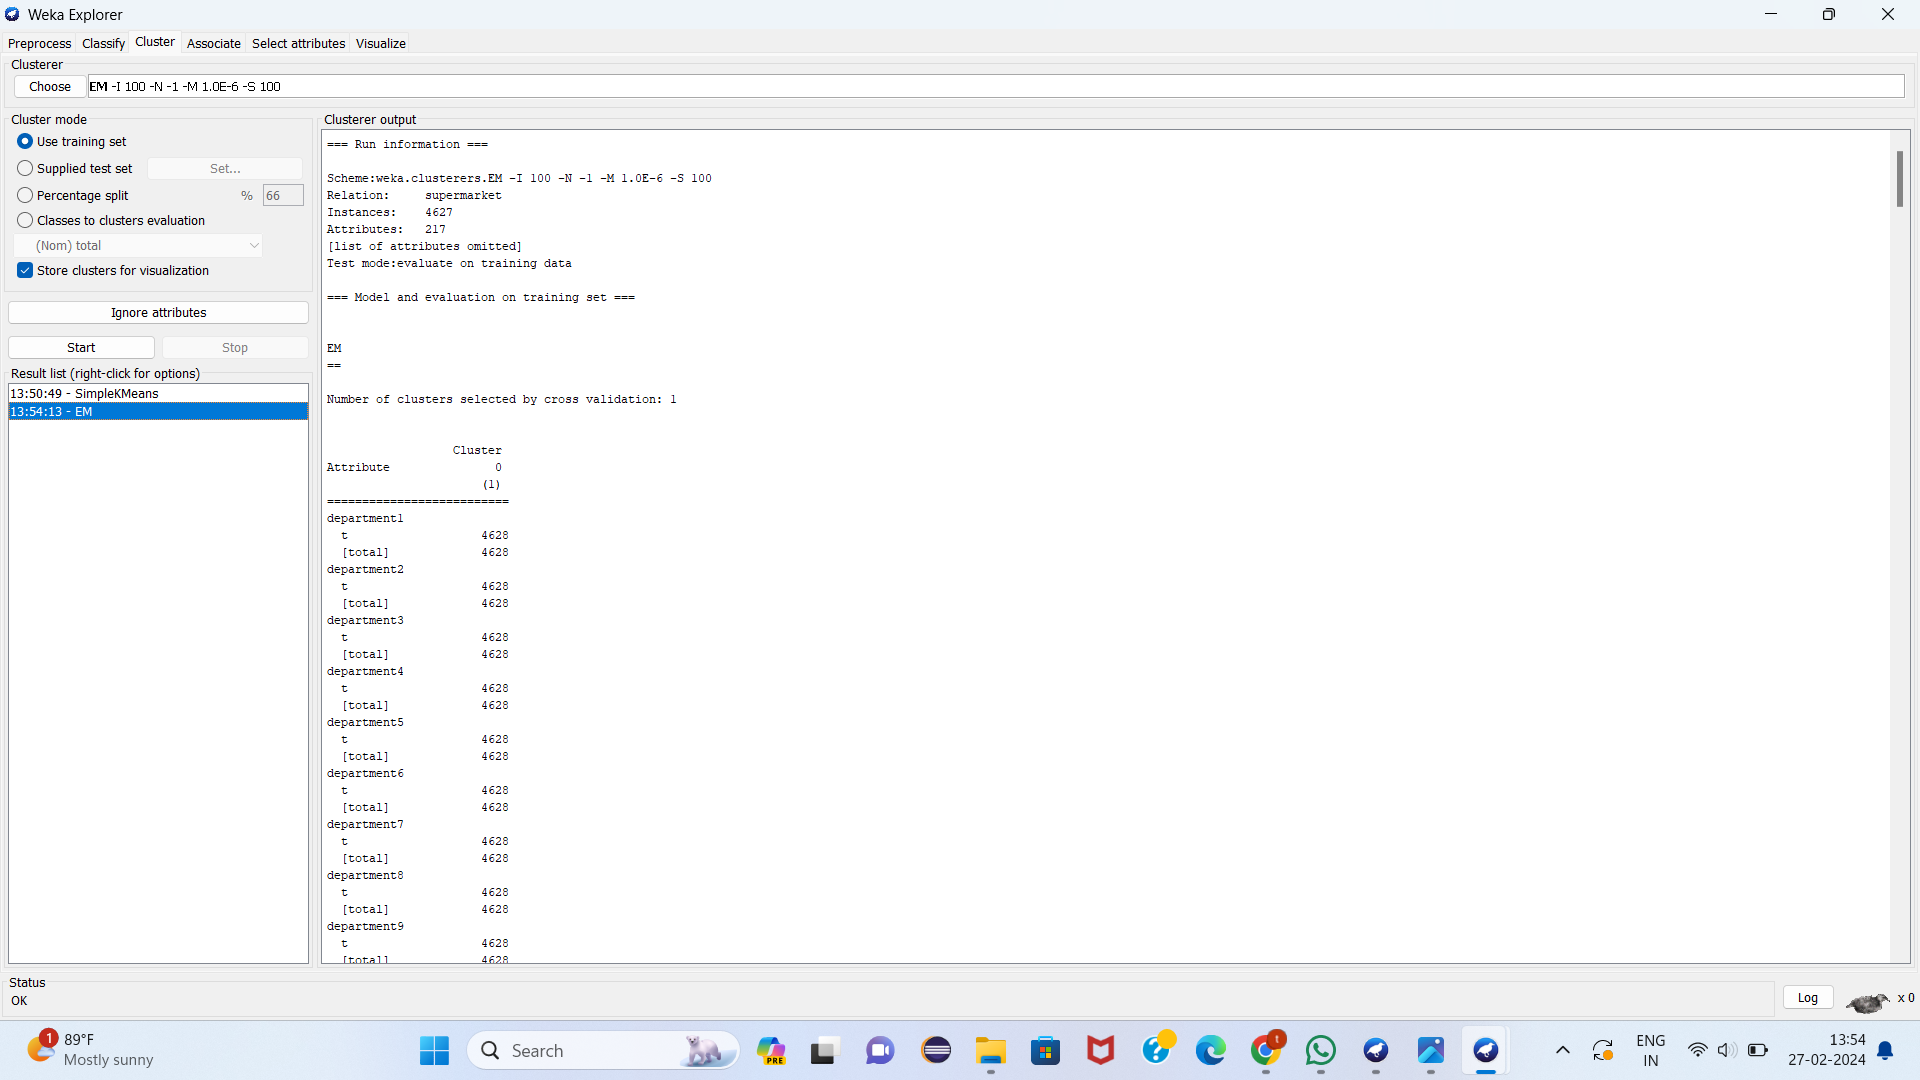 Weka Explorer
Preprocess Classify Cluster Associate Select attributes Visualize
Clusterer
Choose EM -I 100 -N -1 -M 1.0E-6 -S 100
Cluster mode
Use training set
Supplied test set Set...
Percentage split % 66
Classes to clusters evaluation
(Nom) total
Store clusters for visualization
Ignore attributes
Start Stop
Result list (right-click for options)
13:50:49 - SimpleKMeans
13:54:13 - EM
Clusterer output
=== Run information ===
Scheme:weka.clusterers.EM -I 100 -N -1 -M 1.0E-6 -S 100
Relation: supermarket
Instances: 4627
Attributes: 217
[list of attributes omitted]
Test mode:evaluate on training data
=== Model and evaluation on training set ===
EM
==
Number of clusters selected by cross validation: 1
Cluster
Attribute 0
(1)
==========================
department1
t 4628
[total] 4628
department2
t 4628
[total] 4628
department3
t 4628
[total] 4628
department4
t 4628
[total] 4628
department5
t 4628
[total] 4628
department6
t 4628
[total] 4628
department7
t 4628
[total] 4628
department8
t 4628
[total] 4628
department9
t 4628
[total] 4628
Status
OK
Log x 0
1 89°F
Mostly sunny
Search
PRE
t
ENG
IN
13:54
27-02-2024